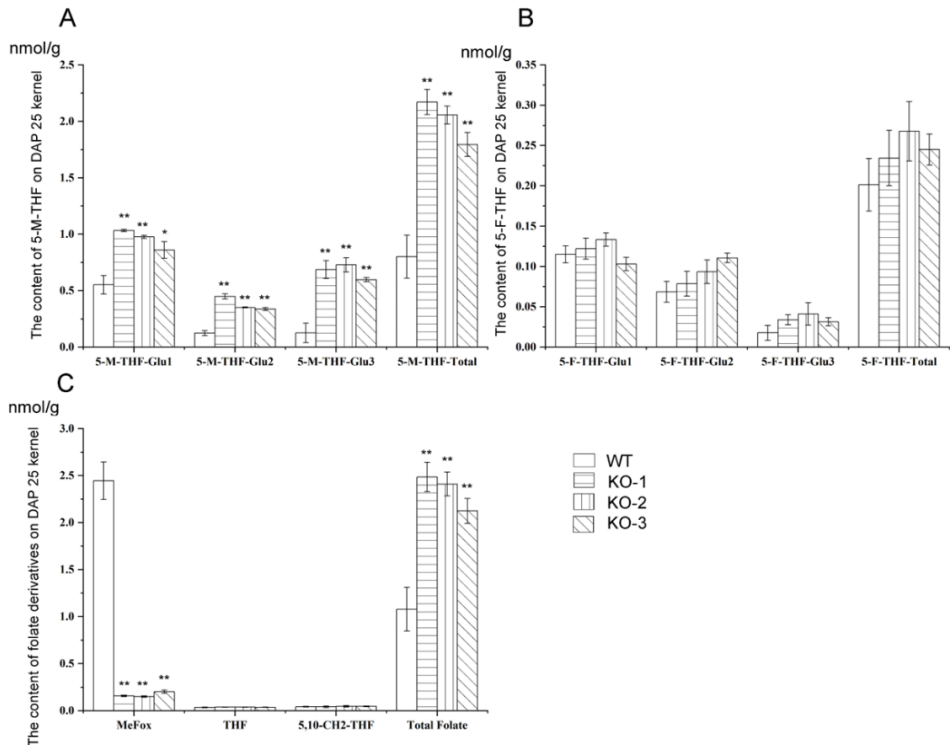 A
nmol/g
The content of 5-M-THF on DAP 25 kernel
2.5
2.0
1.5
1.0
0.5
0.0
** ** *
** ** **
** ** **
** ** **
5-M-THF-Glu1 5-M-THF-Glu2 5-M-THF-Glu3 5-M-THF-Total
B
nmol/g
The content of 5-F-THF on DAP 25 kernel
0.35
0.30
0.25
0.20
0.15
0.10
0.05
0.00
5-F-THF-Glu1 5-F-THF-Glu2 5-F-THF-Glu3 5-F-THF-Total
C
nmol/g
The content of folate derivatives on DAP 25 kernel
3.0
2.5
2.0
1.5
1.0
0.5
0.0
** ** **
** ** **
MeFox THF 5,10-CH2-THF Total Folate
WT
KO-1
KO-2
KO-3